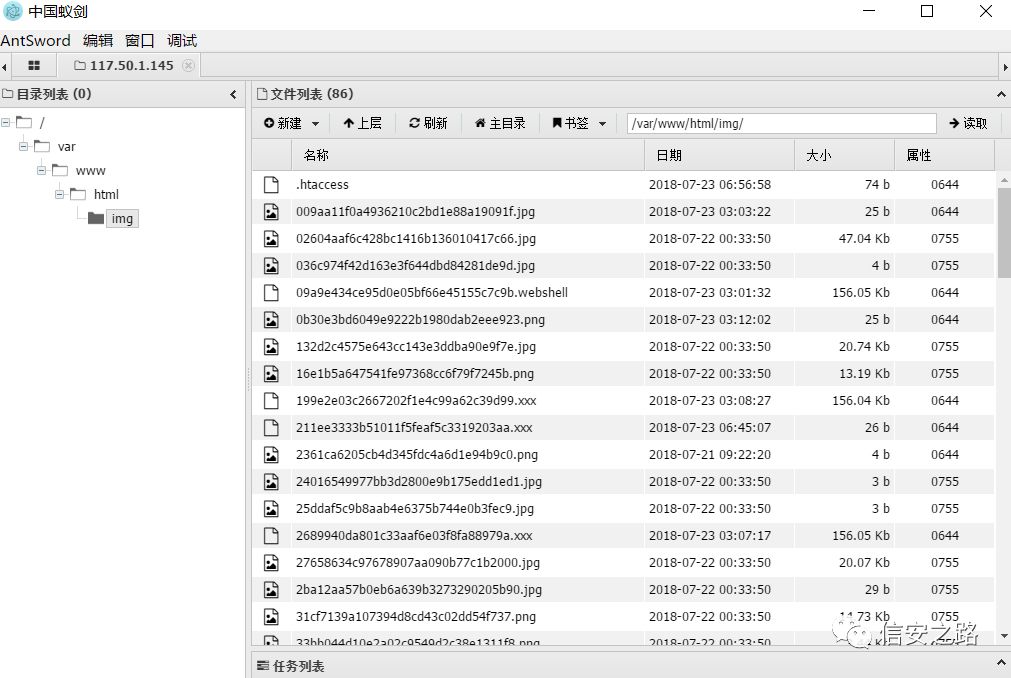 中国蚁剑
AntSword 编辑 窗口 调试
117.50.1.145
目录列表 (0)
/
var
www
html
img
文件列表 (86)
新建 上层 刷新 主目录 书签 /var/www/html/img/ 读取
名称 日期 大小 属性
.htaccess 2018-07-23 06:56:58 74 b 0644
009aa11f0a4936210c2bd1e88a19091f.jpg 2018-07-23 03:03:22 25 b 0644
02604aaf6c428bc1416b136010417c66.jpg 2018-07-22 00:33:50 47.04 Kb 0755
036c974f42d163e3f644dbd84281de9d.jpg 2018-07-22 00:33:50 4 b 0755
09a9e434ce95d0e05bf66e45155c7c9b.webshell 2018-07-23 03:01:32 156.05 Kb 0644
0b30e3bd6049e9222b1980dab2eee923.png 2018-07-23 03:12:02 25 b 0644
132d2c4575e643cc143e3ddba90e9f7e.jpg 2018-07-22 00:33:50 20.74 Kb 0755
16e1b5a647541fe97368cc6f79f7245b.png 2018-07-22 00:33:50 13.19 Kb 0755
199e2e03c2667202f1e4c99a62c39d99.xxx 2018-07-23 03:08:27 156.04 Kb 0644
211ee3333b51011f5feaf5c3319203aa.xxx 2018-07-23 06:45:07 26 b 0644
2361ca6205cb4d345fdc4a6d1e94b9c0.png 2018-07-21 09:22:20 4 b 0644
24016549977bb3d2800e9b175edd1ed1.jpg 2018-07-22 00:33:50 3 b 0755
25ddaf5c9b8aab4e6375b744e0b3fec9.jpg 2018-07-22 00:33:50 3 b 0755
2689940da801c33aaf6e03f8fa88979a.xxx 2018-07-23 03:07:17 156.05 Kb 0644
27658634c97678907aa090b77c1b2000.jpg 2018-07-22 00:33:50 20.07 Kb 0755
2ba12aa57b0eb6a639b3273290205b90.jpg 2018-07-22 00:33:50 29 b 0755
31cf7139a107394d8cd43c02dd54f737.png 2018-07-22 00:33:50 14.73 Kb 0755
33bb044d10e2a02c9549d2c38e1311f8.png 2018-07-22 00:33:50 0755
信安之路
任务列表